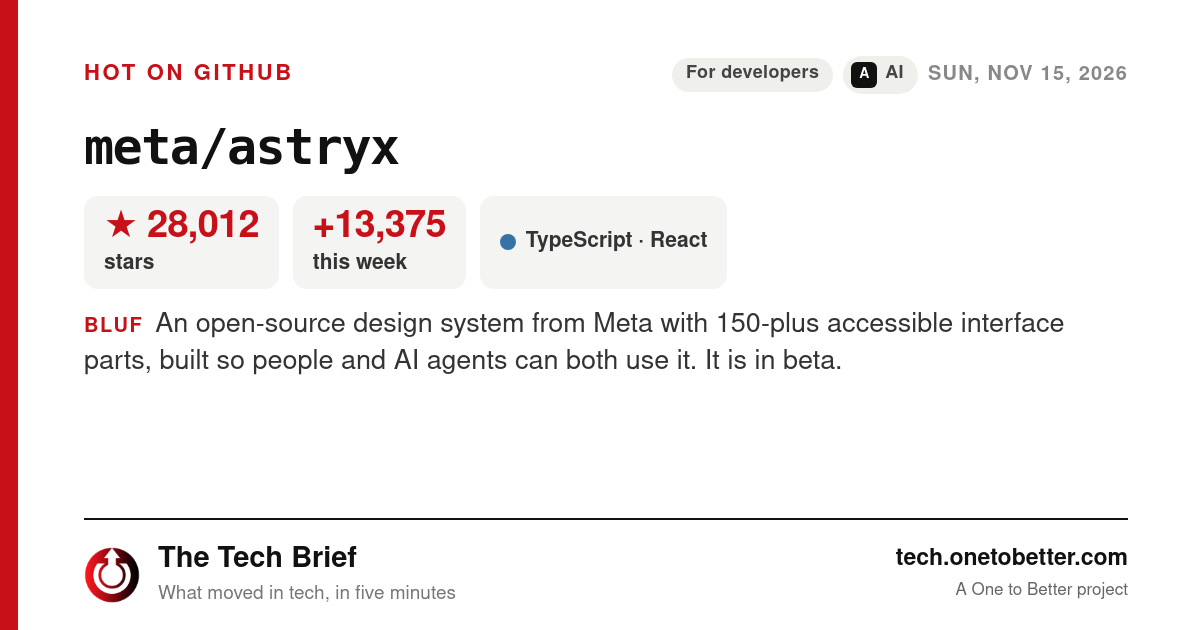 HOT ON GITHUB
For developers
A AI
SUN, NOV 15, 2026
meta/astryx
★ 28,012
stars
+13,375
this week
TypeScript · React
BLUF An open-source design system from Meta with 150-plus accessible interface
parts, built so people and AI agents can both use it. It is in beta.
The Tech Brief
What moved in tech, in five minutes
tech.onetobetter.com
A One to Better project